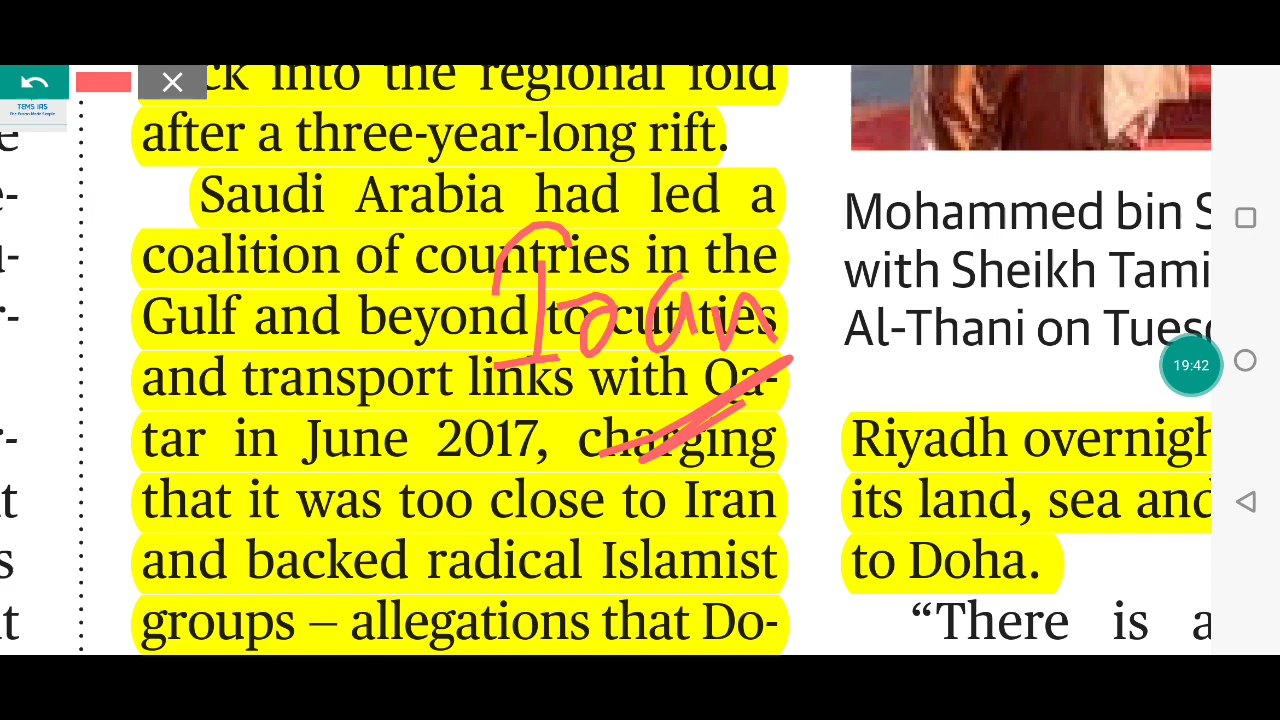 TEMS IAS
ck into the regional fold
after a three-year-long rift.
Saudi Arabia had led a
coalition of countries in the
Gulf and beyond to cut ties
and transport links with Qa-
tar in June 2017, charging
that it was too close to Iran
and backed radical Islamist
groups – allegations that Do-
Iran
Mohammed bin S
with Sheikh Tami
Al-Thani on Tuesd
19:42
Riyadh overnigh
its land, sea and
to Doha.
“There is a